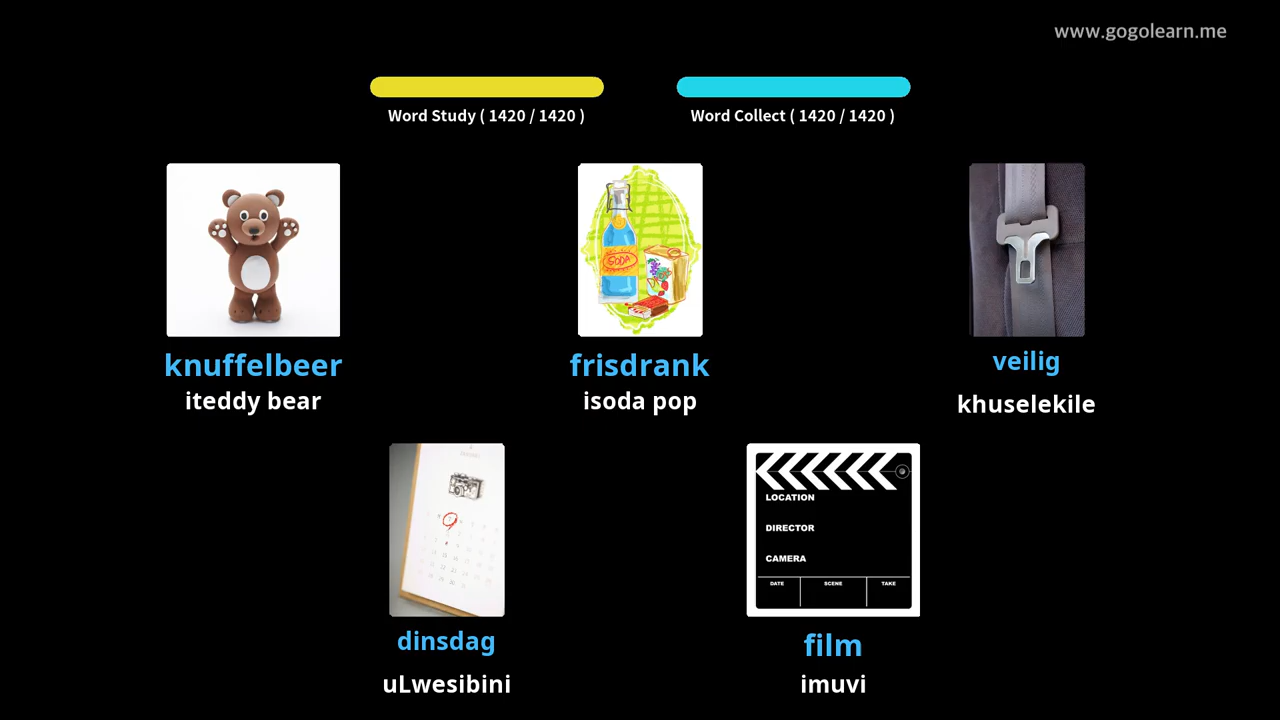 www.gogolearn.me
Word Study ( 1420 / 1420 )
Word Collect ( 1420 / 1420 )
SODA
knuffelbeer
iteddy bear
frisdrank
isoda pop
veilig
khuselekile
LOCATION
DIRECTOR
CAMERA
DATE SCENE TAKE
dinsdag
uLwesibini
film
imuvi